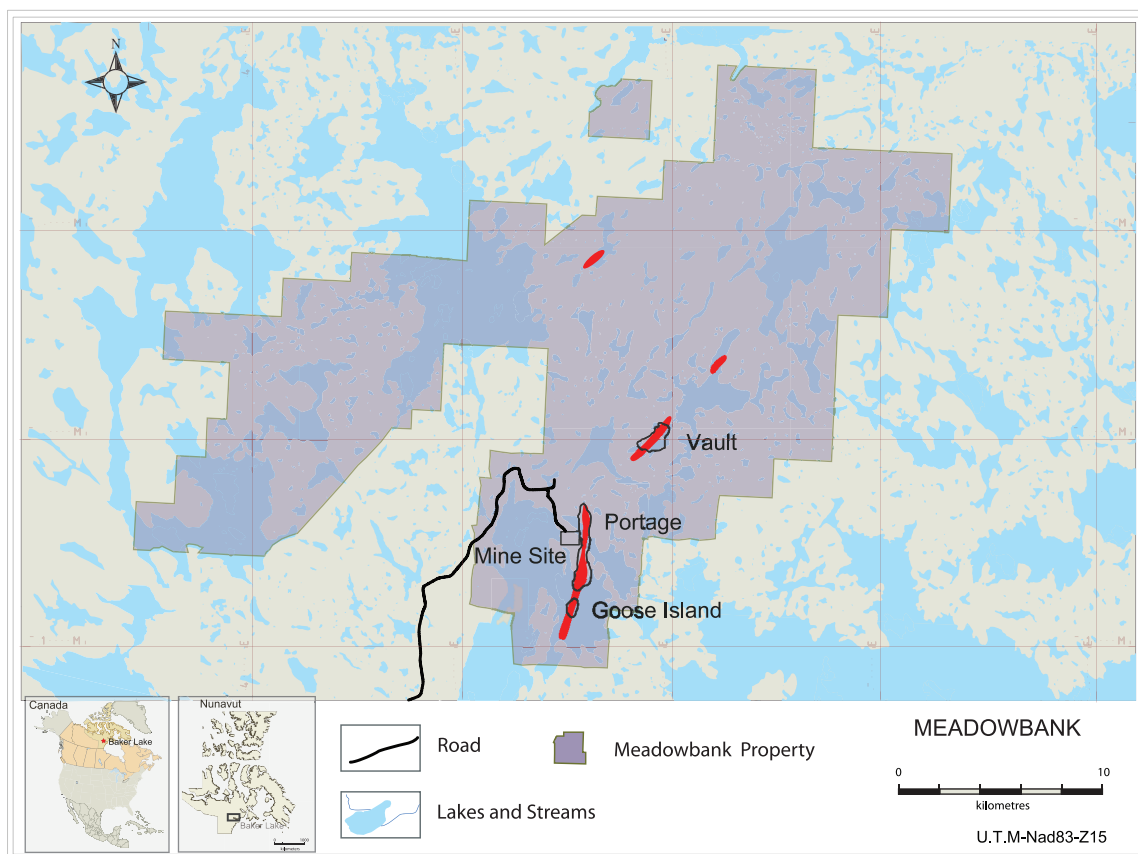 N
Vault
Portage
Mine Site
Goose Island
Canada
Baker Lake
Nunavut
Baker Lake
kilometers
Road
Meadowbank Property
Lakes and Streams
MEADOWBANK
0 10
kilometres
U.T.M-Nad83-Z15